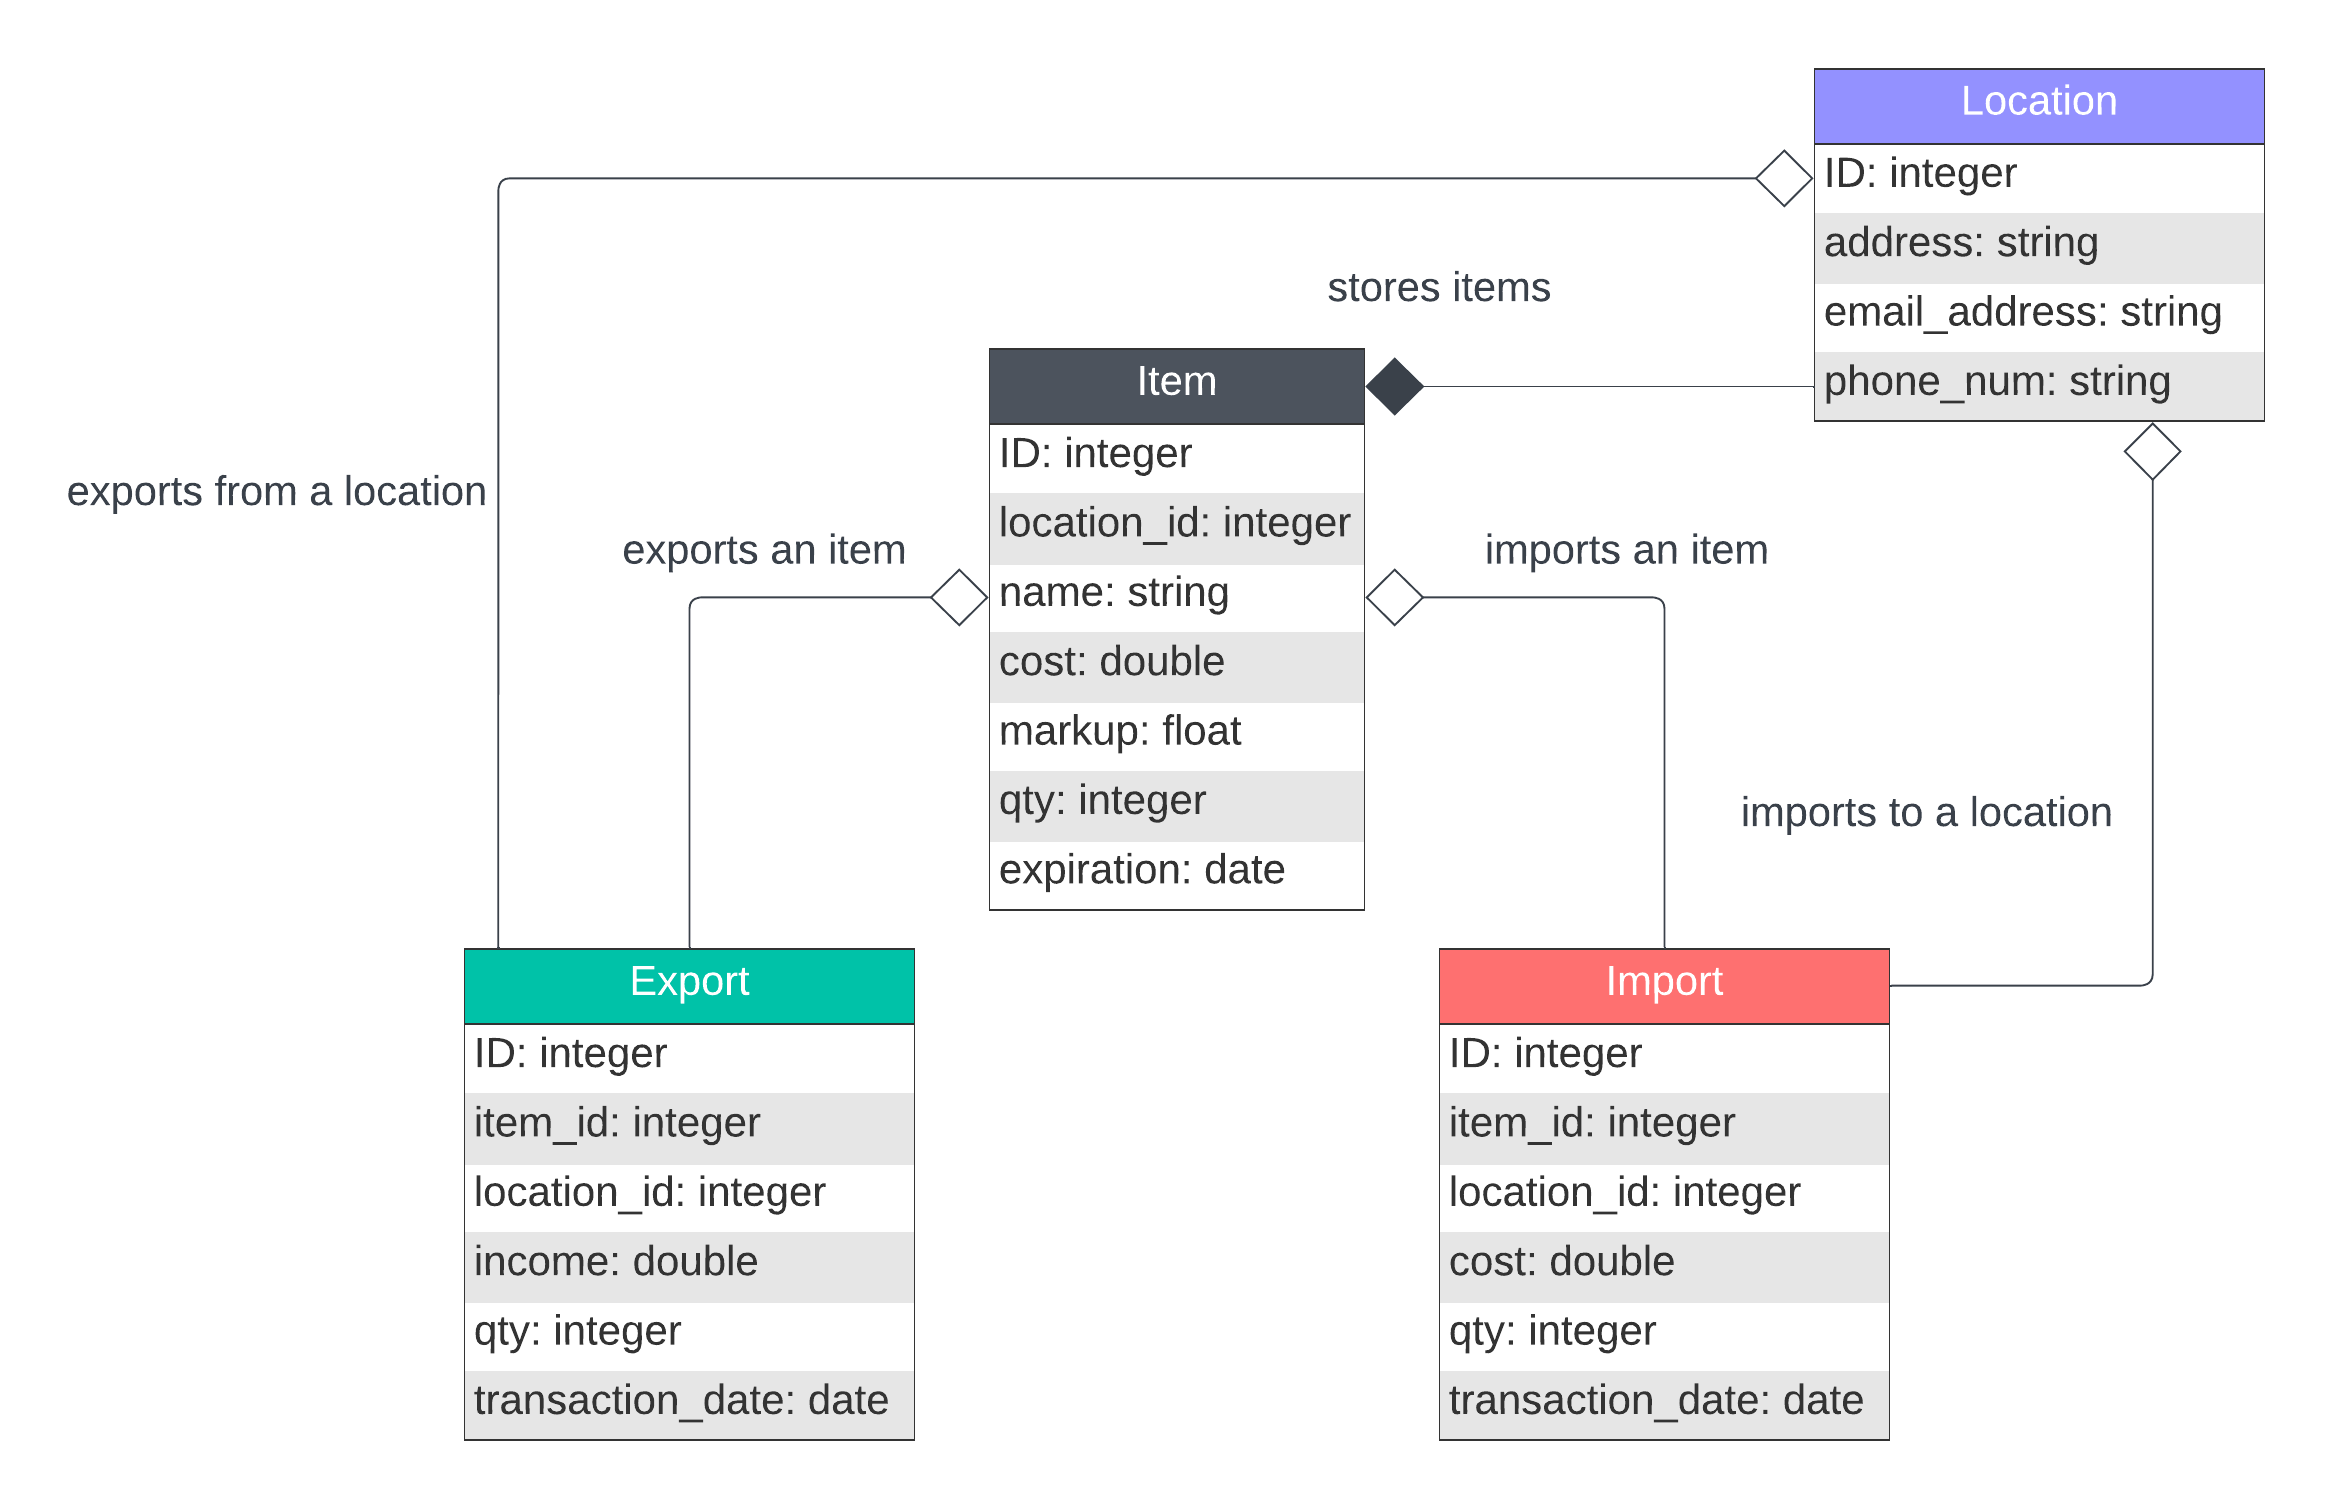 Location
ID: integer
address: string
email_address: string
phone_num: string
stores items
Item
ID: integer
location_id: integer
name: string
cost: double
markup: float
qty: integer
expiration: date
exports from a location
exports an item
imports an item
imports to a location
Export
ID: integer
item_id: integer
location_id: integer
income: double
qty: integer
transaction_date: date
Import
ID: integer
item_id: integer
location_id: integer
cost: double
qty: integer
transaction_date: date